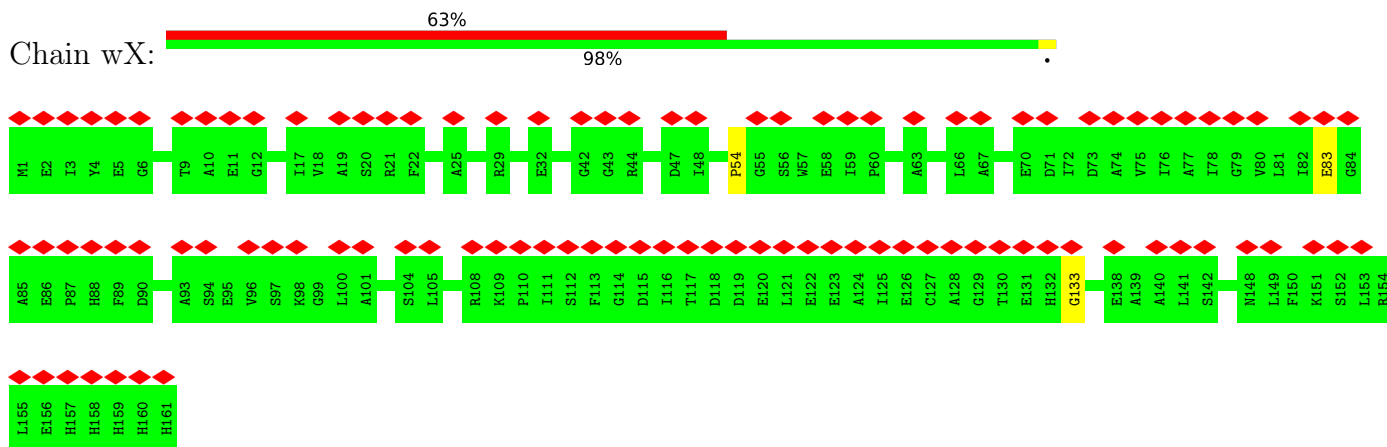 63%
Chain wX:
98%
.
M1 E2 I3 Y4 E5 G6 T9 A10 E11 G12 I17 V18 A19 S20 R21 F22 A25 R29 E32 G42 G43 R44 D47 I48 P54 G55 S56 W57 E58 I59 P60 A63 L66 A67 E70 D71 I72 D73 A74 V75 I76 A77 I78 G79 V80 L81 I82 E83 G84
A85 E86 P87 H88 F89 D90 A93 S94 E95 V96 S97 K98 G99 L100 A101 S104 L105 R108 K109 P110 I111 S112 F113 G114 D115 I116 T117 D118 D119 E120 L121 E122 E123 A124 I125 E126 C127 A128 G129 T130 E131 H132 G133 E138 A139 A140 L141 S142 N148 L149 F150 K151 S152 L153 R154
L155 E156 H157 H158 H159 H160 H161